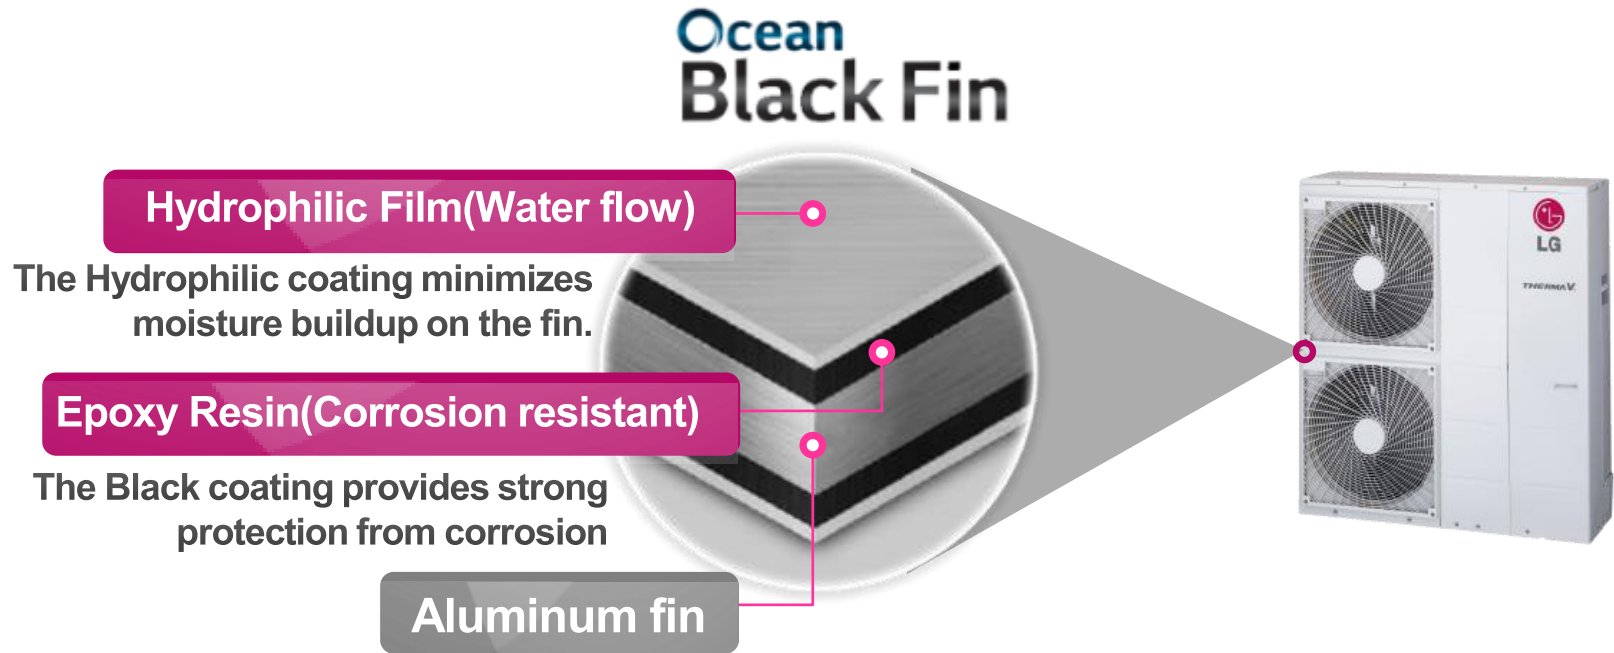 Ocean
Black Fin
Hydrophilic Film(Water flow)
The Hydrophilic coating minimizes
moisture buildup on the fin.
Epoxy Resin(Corrosion resistant)
The Black coating provides strong
protection from corrosion
Aluminum fin
LG
THERMA V.